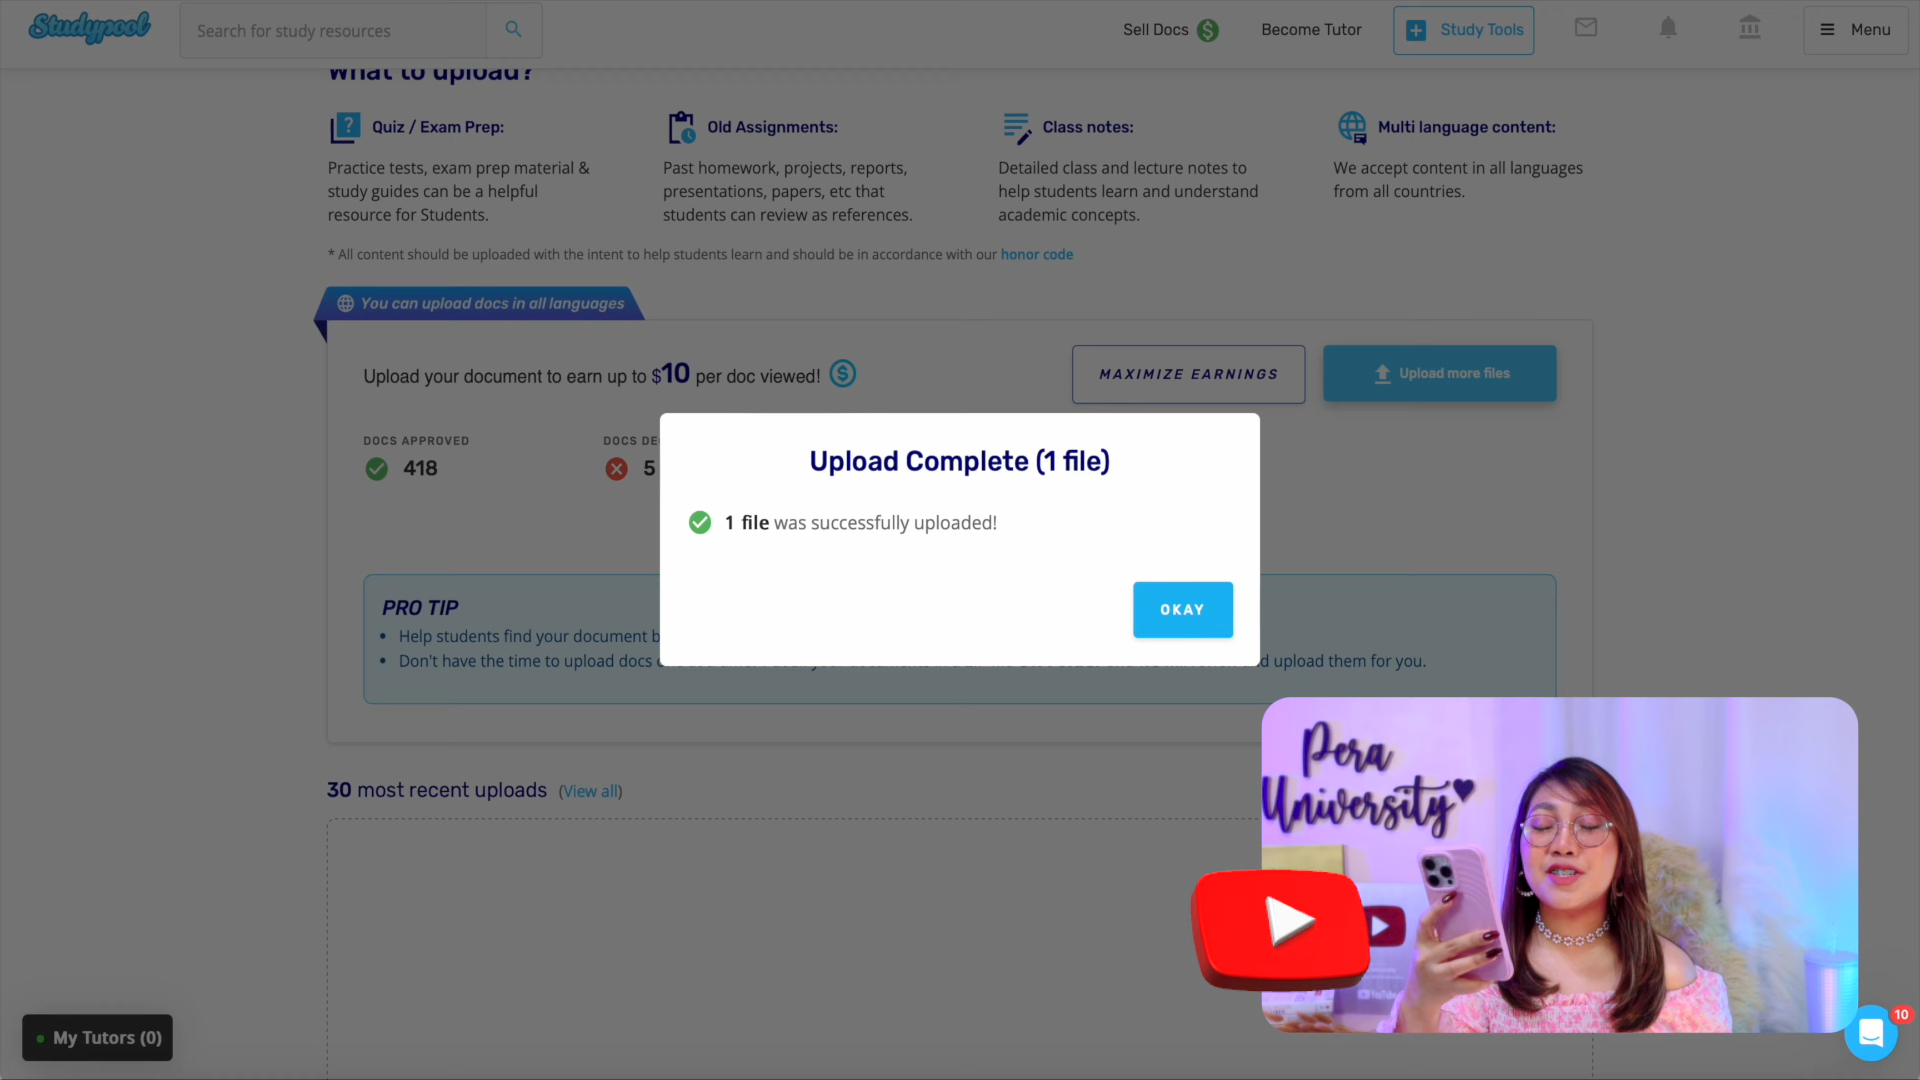 Studypool
Search for study resources
Sell Docs $
Become Tutor
Study Tools
Menu
What to upload?
Quiz / Exam Prep:
Practice tests, exam prep material &
study guides can be a helpful
resource for Students.
Old Assignments:
Past homework, projects, reports,
presentations, papers, etc that
students can review as references.
Class notes:
Detailed class and lecture notes to
help students learn and understand
academic concepts.
Multi language content:
We accept content in all languages
from all countries.
* All content should be uploaded with the intent to help students learn and should be in accordance with our honor code
You can upload docs in all languages
Upload your document to earn up to $10 per doc viewed!
MAXIMIZE EARNINGS
Upload more files
DOCS APPROVED
418
DOCS DE
5
Upload Complete (1 file)
1 file was successfully uploaded!
OKAY
PRO TIP
Help students find your document b
Don't have the time to upload docs
d upload them for you.
30 most recent uploads (View all)
Pera
University
YouTube
My Tutors (0)
10